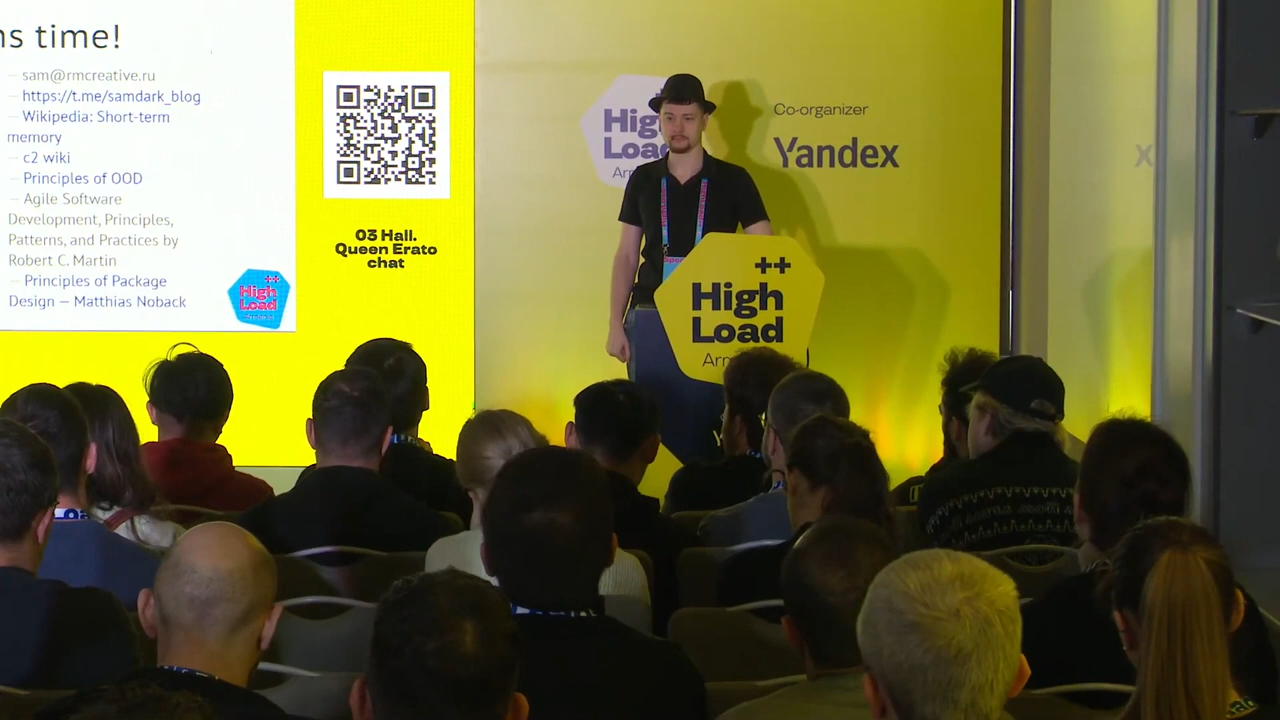 ns time!
— sam@rmcreative.ru
— https://t.me/samdark_blog
— Wikipedia: Short-term
memory
— c2 wiki
— Principles of OOD
— Agile Software
Development, Principles,
Patterns, and Practices by
Robert C. Martin
— Principles of Package
Design — Matthias Noback
++
High
Load
03 Hall.
Queen Erato
chat
High
Load
Co-organizer
Yandex
x
++
High
Load